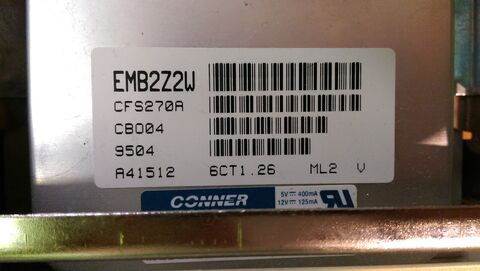 EMB2Z2W
CFS270A
CB004
9504
A41512 6CT1.26 ML2 V
CONNER 5V ⎓ 400mA
12V ⎓ 125mA